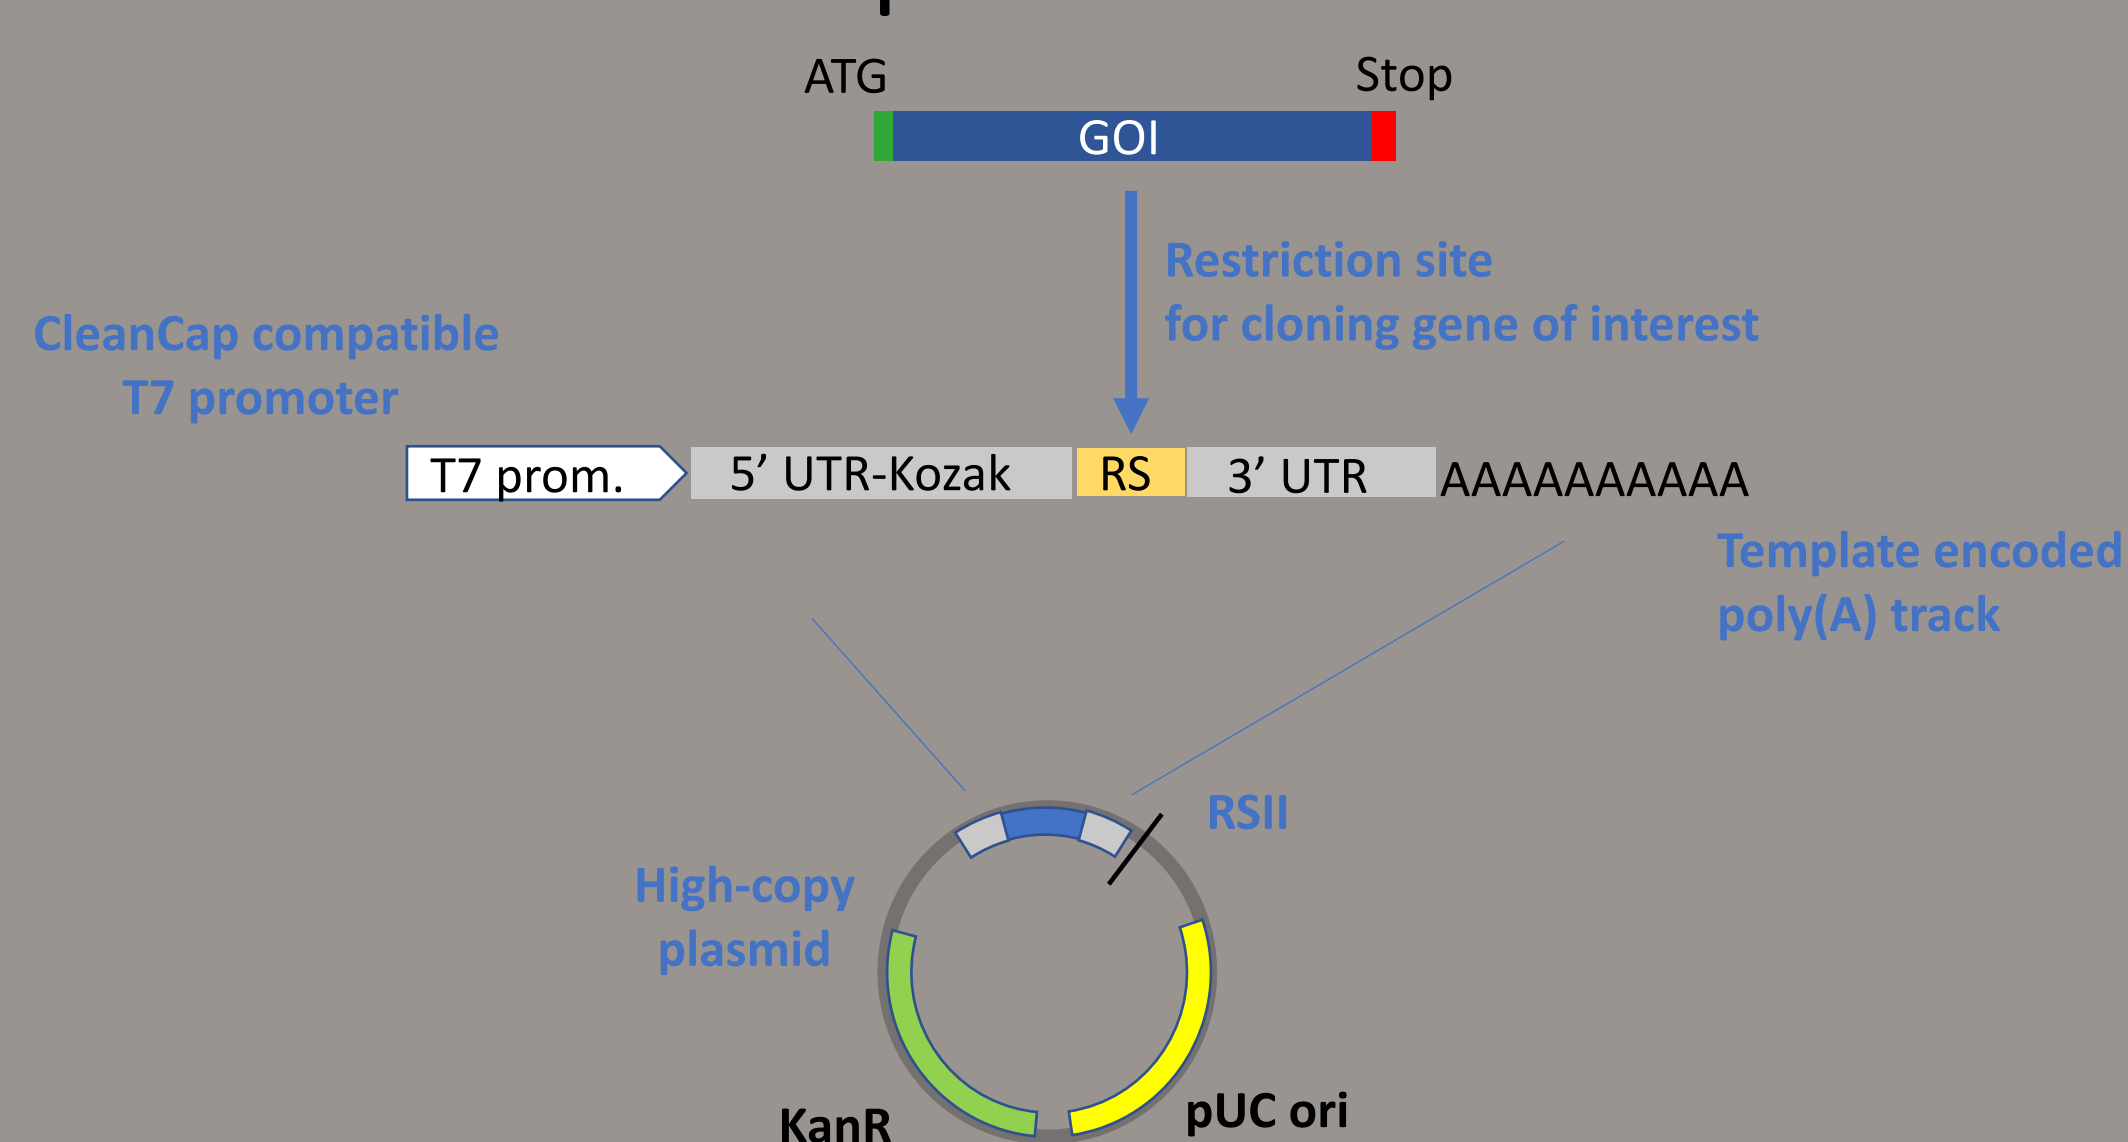 ATG
Stop
GOI
Restriction site
for cloning gene of interest
CleanCap compatible
T7 promoter
T7 prom.
5’ UTR-Kozak
RS
3’ UTR
AAAAAAAAAA
Template encoded
poly(A) track
RSII
High-copy
plasmid
KanR
pUC ori